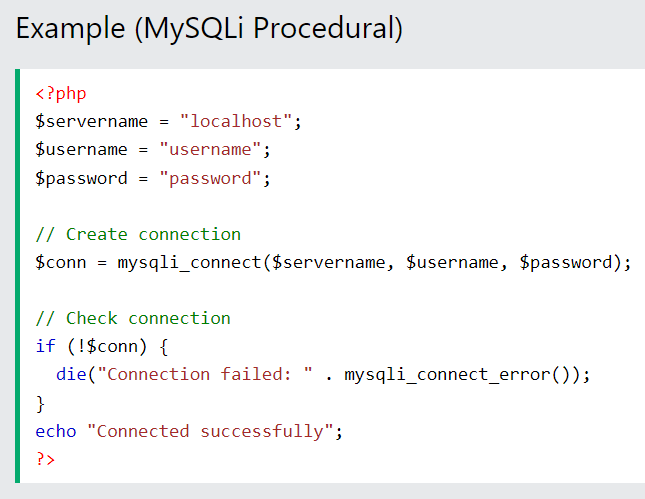 Example (MySQLi Procedural)
<?php
$servername = "localhost";
$username = "username";
$password = "password";

// Create connection
$conn = mysqli_connect($servername, $username, $password);

// Check connection
if (!$conn) {
  die("Connection failed: " . mysqli_connect_error());
}
echo "Connected successfully";
?>